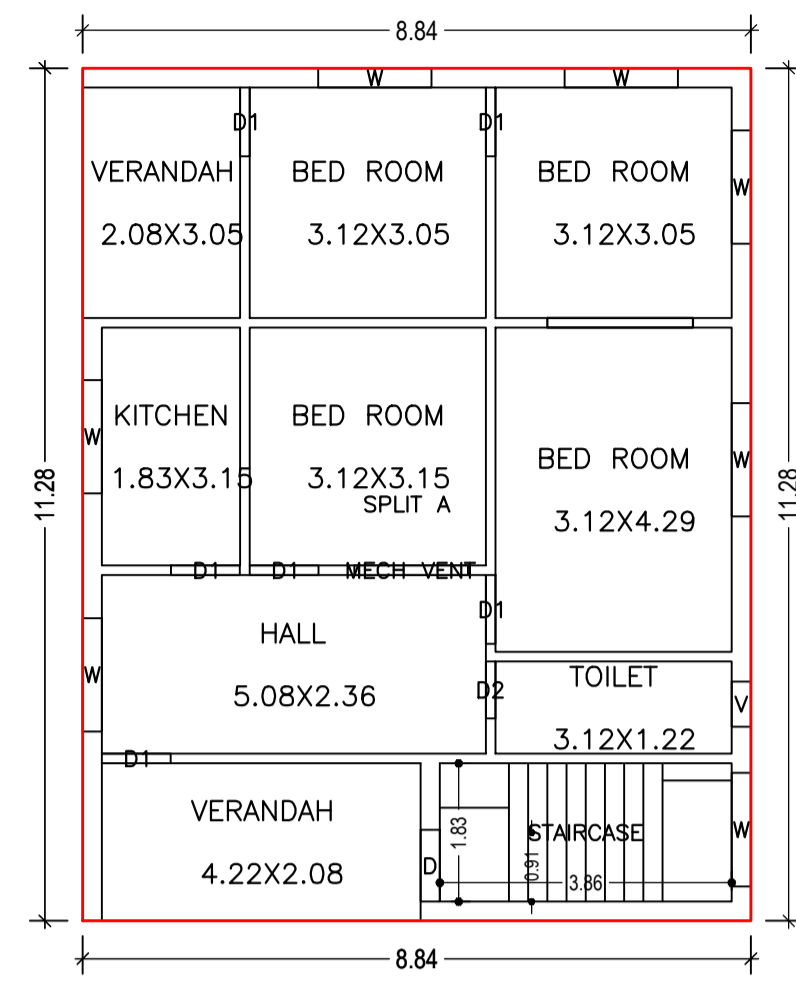 8.84
W
W
D1
D1
VERANDAH
BED ROOM
BED ROOM
W
2.08X3.05
3.12X3.05
3.12X3.05
KITCHEN
BED ROOM
W
BED ROOM
W
1.83X3.15
3.12X3.15
11.28
11.28
SPLIT A
3.12X4.29
D1
D1
MECH VENT
D1
HALL
W
TOILET
5.08X2.36
D2
V
3.12X1.22
D1
VERANDAH
1.83
STAIRCASE
W
4.22X2.08
D
0.91
3.86
8.84